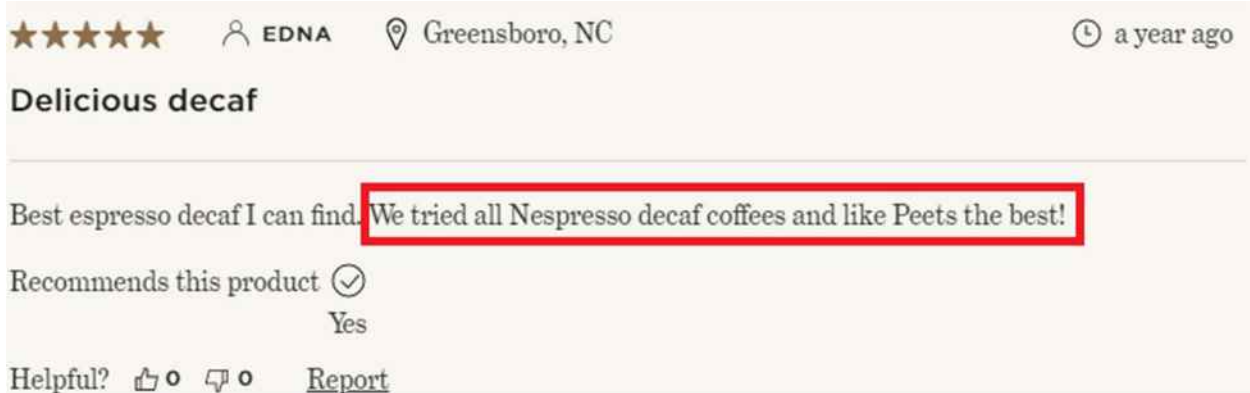 EDNA Greensboro, NC a year ago
Delicious decaf
Best espresso decaf I can find. We tried all Nespresso decaf coffees and like Peets the best!
Recommends this product
Yes
Helpful? 0 0 Report